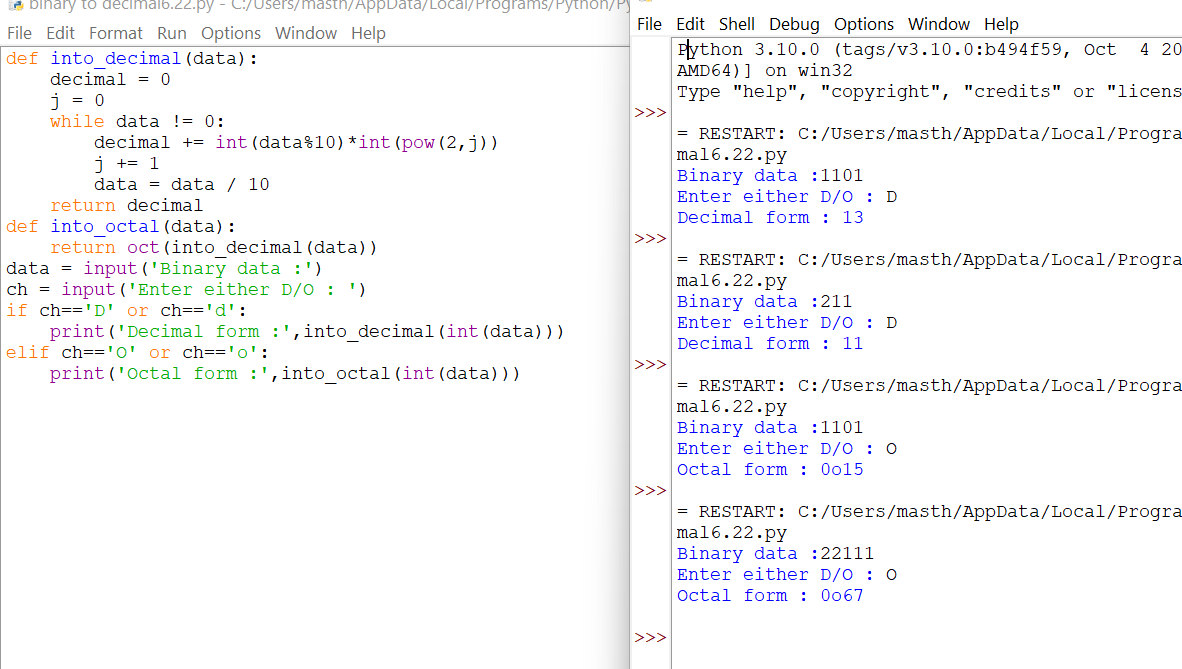 binary to decimal6.22.py - C:/Users/masth/AppData/Local/Programs/Python/Py
File Edit Format Run Options Window Help
def into_decimal(data):
    decimal = 0
    j = 0
    while data != 0:
        decimal += int(data%10)*int(pow(2,j))
        j += 1
        data = data / 10
    return decimal
def into_octal(data):
    return oct(into_decimal(data))
data = input('Binary data :')
ch = input('Enter either D/O : ')
if ch=='D' or ch=='d':
    print('Decimal form :',into_decimal(int(data)))
elif ch=='O' or ch=='o':
    print('Octal form :',into_octal(int(data)))
File Edit Shell Debug Options Window Help
Python 3.10.0 (tags/v3.10.0:b494f59, Oct  4 20
AMD64)] on win32
Type "help", "copyright", "credits" or "licens
>>>
= RESTART: C:/Users/masth/AppData/Local/Progra
mal6.22.py
Binary data :1101
Enter either D/O : D
Decimal form : 13
>>>
= RESTART: C:/Users/masth/AppData/Local/Progra
mal6.22.py
Binary data :211
Enter either D/O : D
Decimal form : 11
>>>
= RESTART: C:/Users/masth/AppData/Local/Progra
mal6.22.py
Binary data :1101
Enter either D/O : O
Octal form : 0o15
>>>
= RESTART: C:/Users/masth/AppData/Local/Progra
mal6.22.py
Binary data :22111
Enter either D/O : O
Octal form : 0o67
>>>